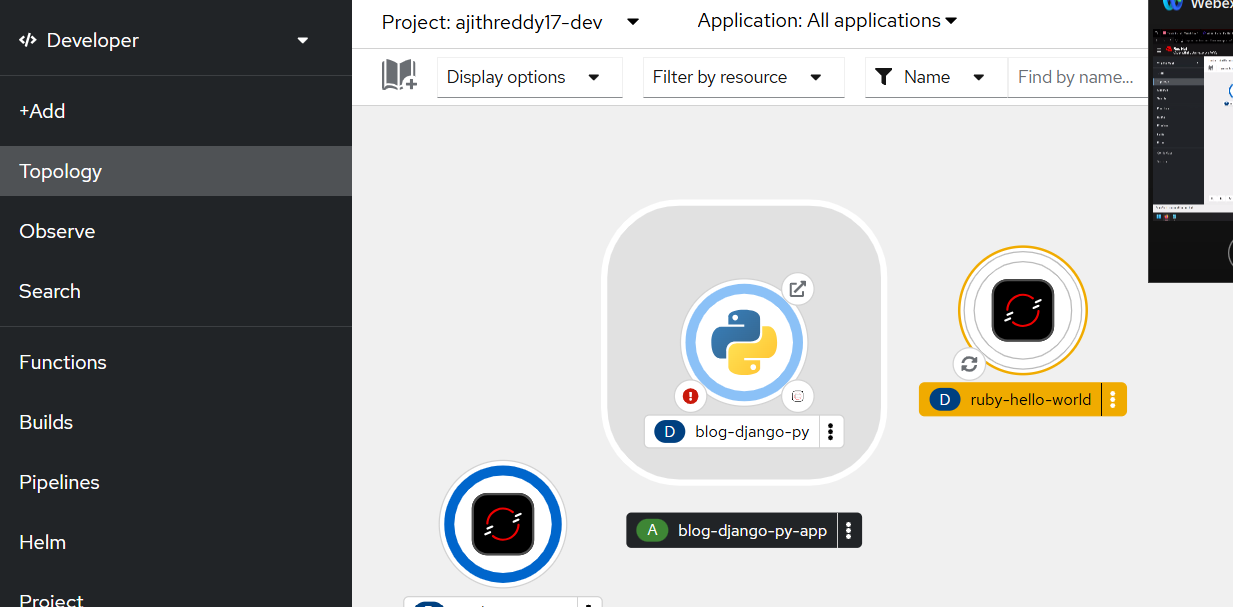 Developer
+Add
Topology
Observe
Search
Functions
Builds
Pipelines
Helm
Project
Project: ajithreddy17-dev
Application: All applications
Display options
Filter by resource
Name
Find by name...
D blog-django-py
D ruby-hello-world
A blog-django-py-app